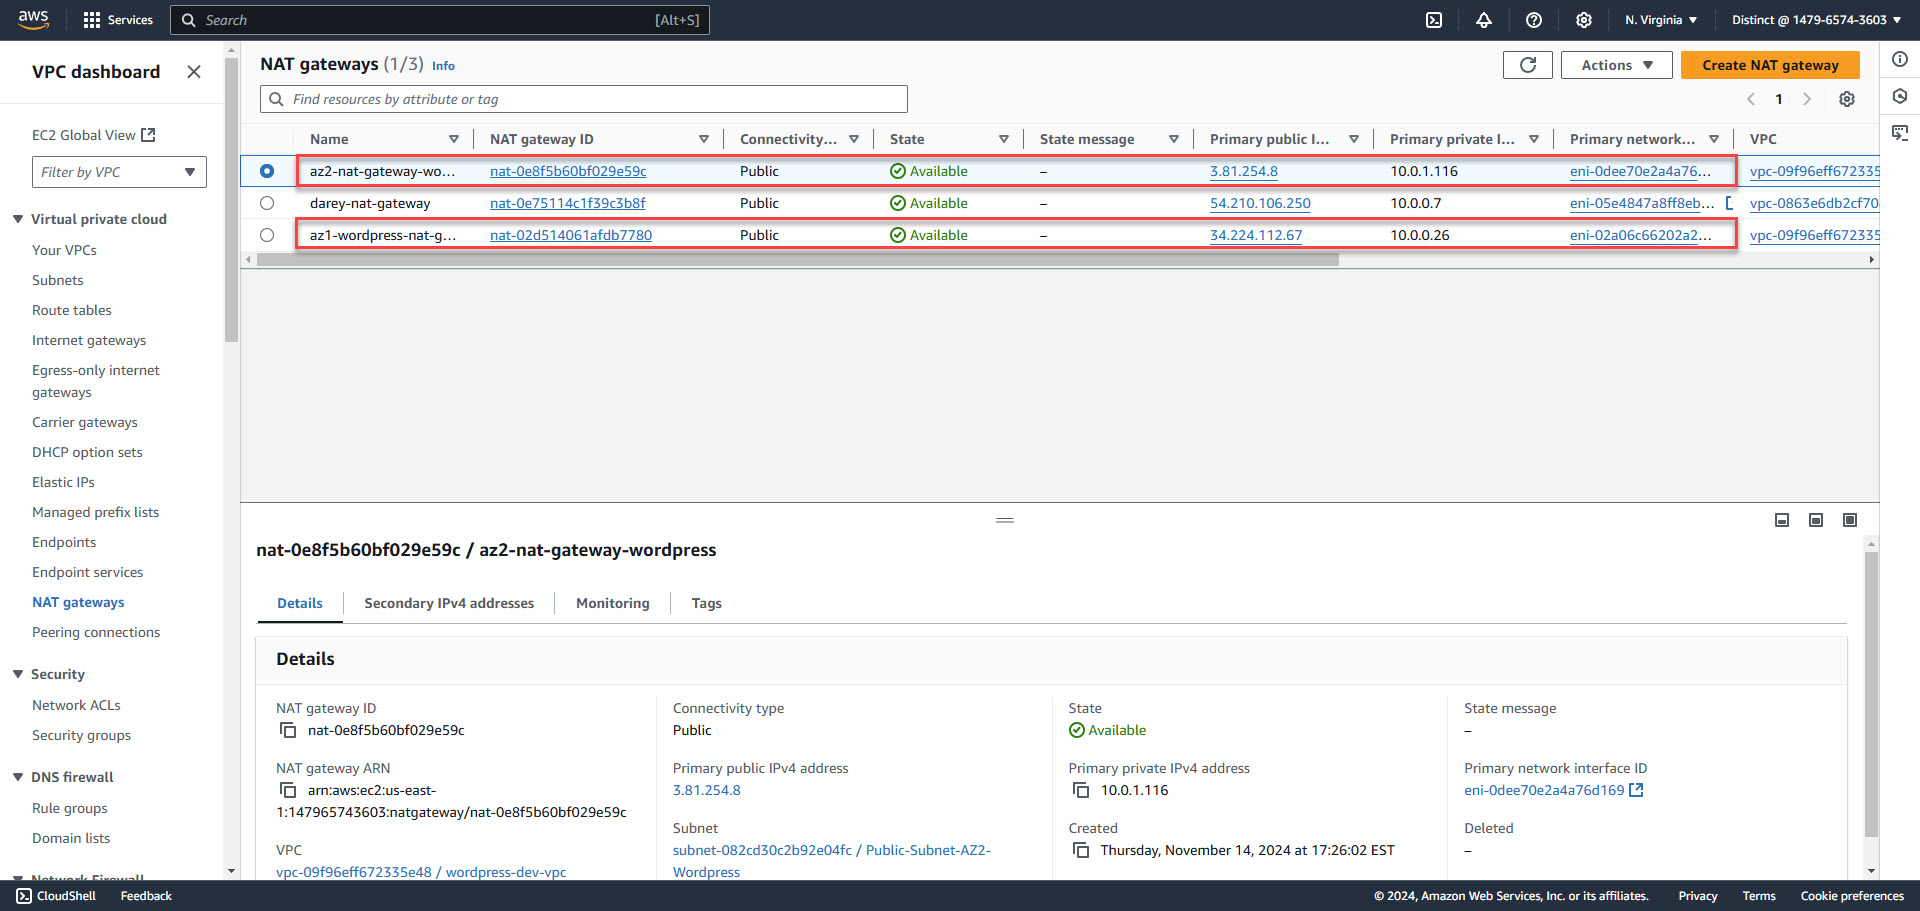 aws
Services
Search [Alt+S]
N. Virginia
Distinct @ 1479-6574-3603
VPC dashboard
EC2 Global View
Filter by VPC
Virtual private cloud
Your VPCs
Subnets
Route tables
Internet gateways
Egress-only internet
gateways
Carrier gateways
DHCP option sets
Elastic IPs
Managed prefix lists
Endpoints
Endpoint services
NAT gateways
Peering connections
Security
Network ACLs
Security groups
DNS firewall
Rule groups
Domain lists
Network Firewall
NAT gateways (1/3) Info
Actions
Create NAT gateway
Find resources by attribute or tag
1
Name NAT gateway ID Connectivity... State State message Primary public I... Primary private I... Primary network... VPC
az2-nat-gateway-wo... nat-0e8f5b60bf029e59c Public Available – 3.81.254.8 10.0.1.116 eni-0dee70e2a4a76... vpc-09f96eff672335
darey-nat-gateway nat-0e75114c1f39c3b8f Public Available – 54.210.106.250 10.0.0.7 eni-05e4847a8ff8eb... vpc-0863e6db2cf70
az1-wordpress-nat-g... nat-02d514061afdb7780 Public Available – 34.224.112.67 10.0.0.26 eni-02a06c66202a2... vpc-09f96eff672335
nat-0e8f5b60bf029e59c / az2-nat-gateway-wordpress
Details Secondary IPv4 addresses Monitoring Tags
Details
NAT gateway ID
nat-0e8f5b60bf029e59c
NAT gateway ARN
arn:aws:ec2:us-east-
1:147965743603:natgateway/nat-0e8f5b60bf029e59c
VPC
vpc-09f96eff672335e48 / wordpress-dev-vpc
Connectivity type
Public
Primary public IPv4 address
3.81.254.8
Subnet
subnet-082cd30c2b92e04fc / Public-Subnet-AZ2-
Wordpress
State
Available
Primary private IPv4 address
10.0.1.116
Created
Thursday, November 14, 2024 at 17:26:02 EST
State message
–
Primary network interface ID
eni-0dee70e2a4a76d169
Deleted
–
CloudShell Feedback
© 2024, Amazon Web Services, Inc. or its affiliates. Privacy Terms Cookie preferences